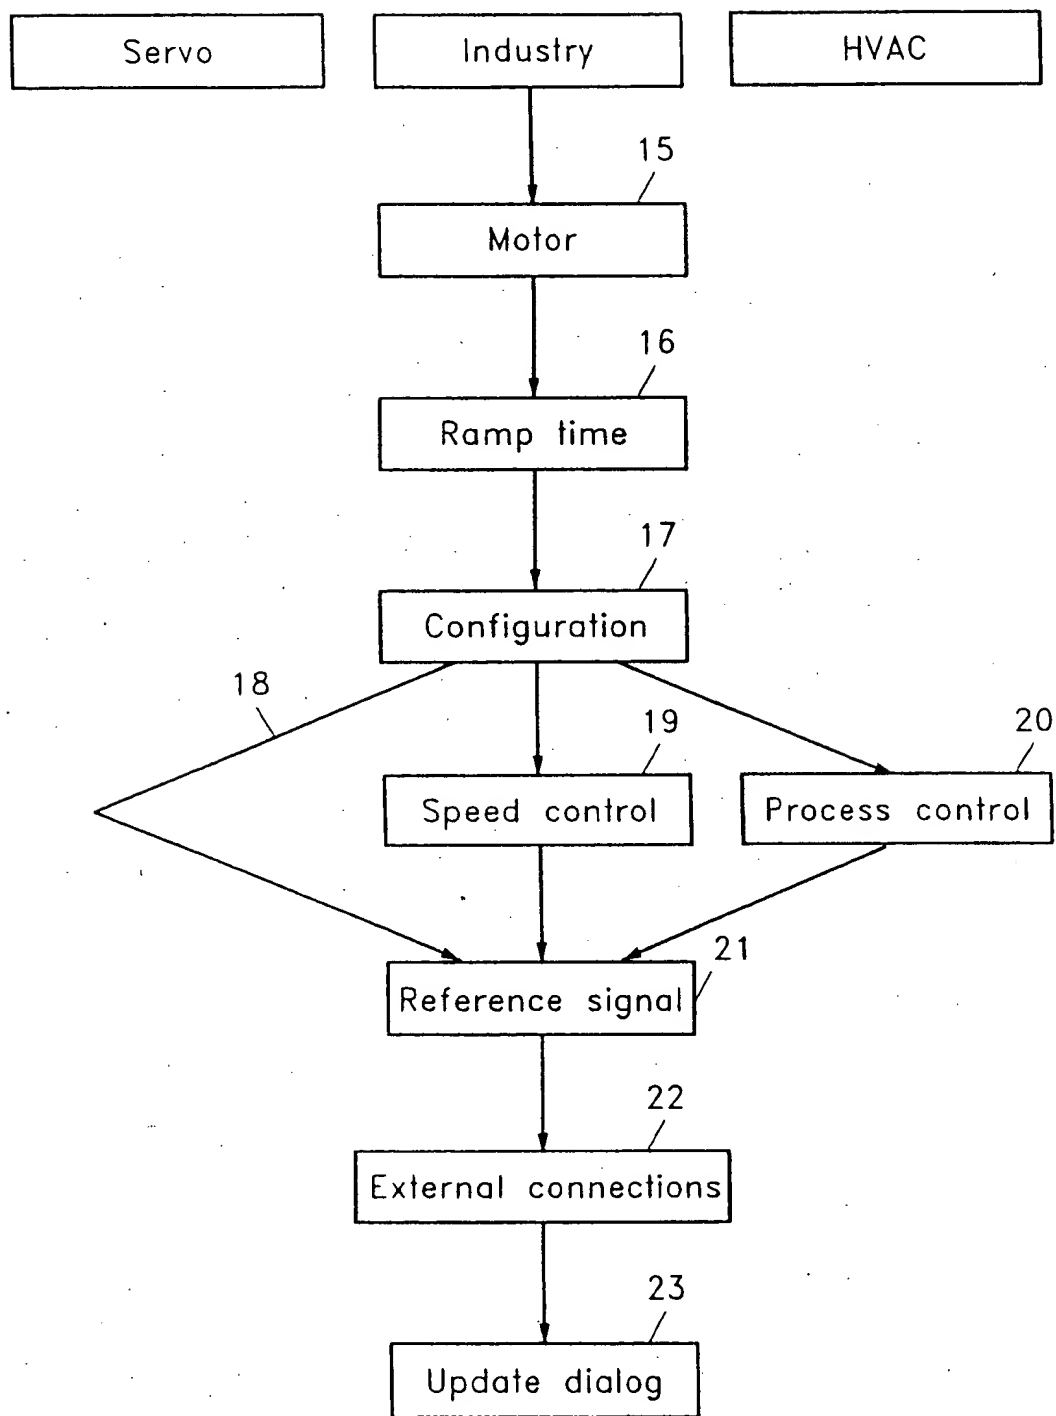 Servo
Industry
HVAC
15
Motor
16
Ramp time
17
Configuration
18
19
20
Speed control
Process control
21
Reference signal
22
External connections
23
Update dialog